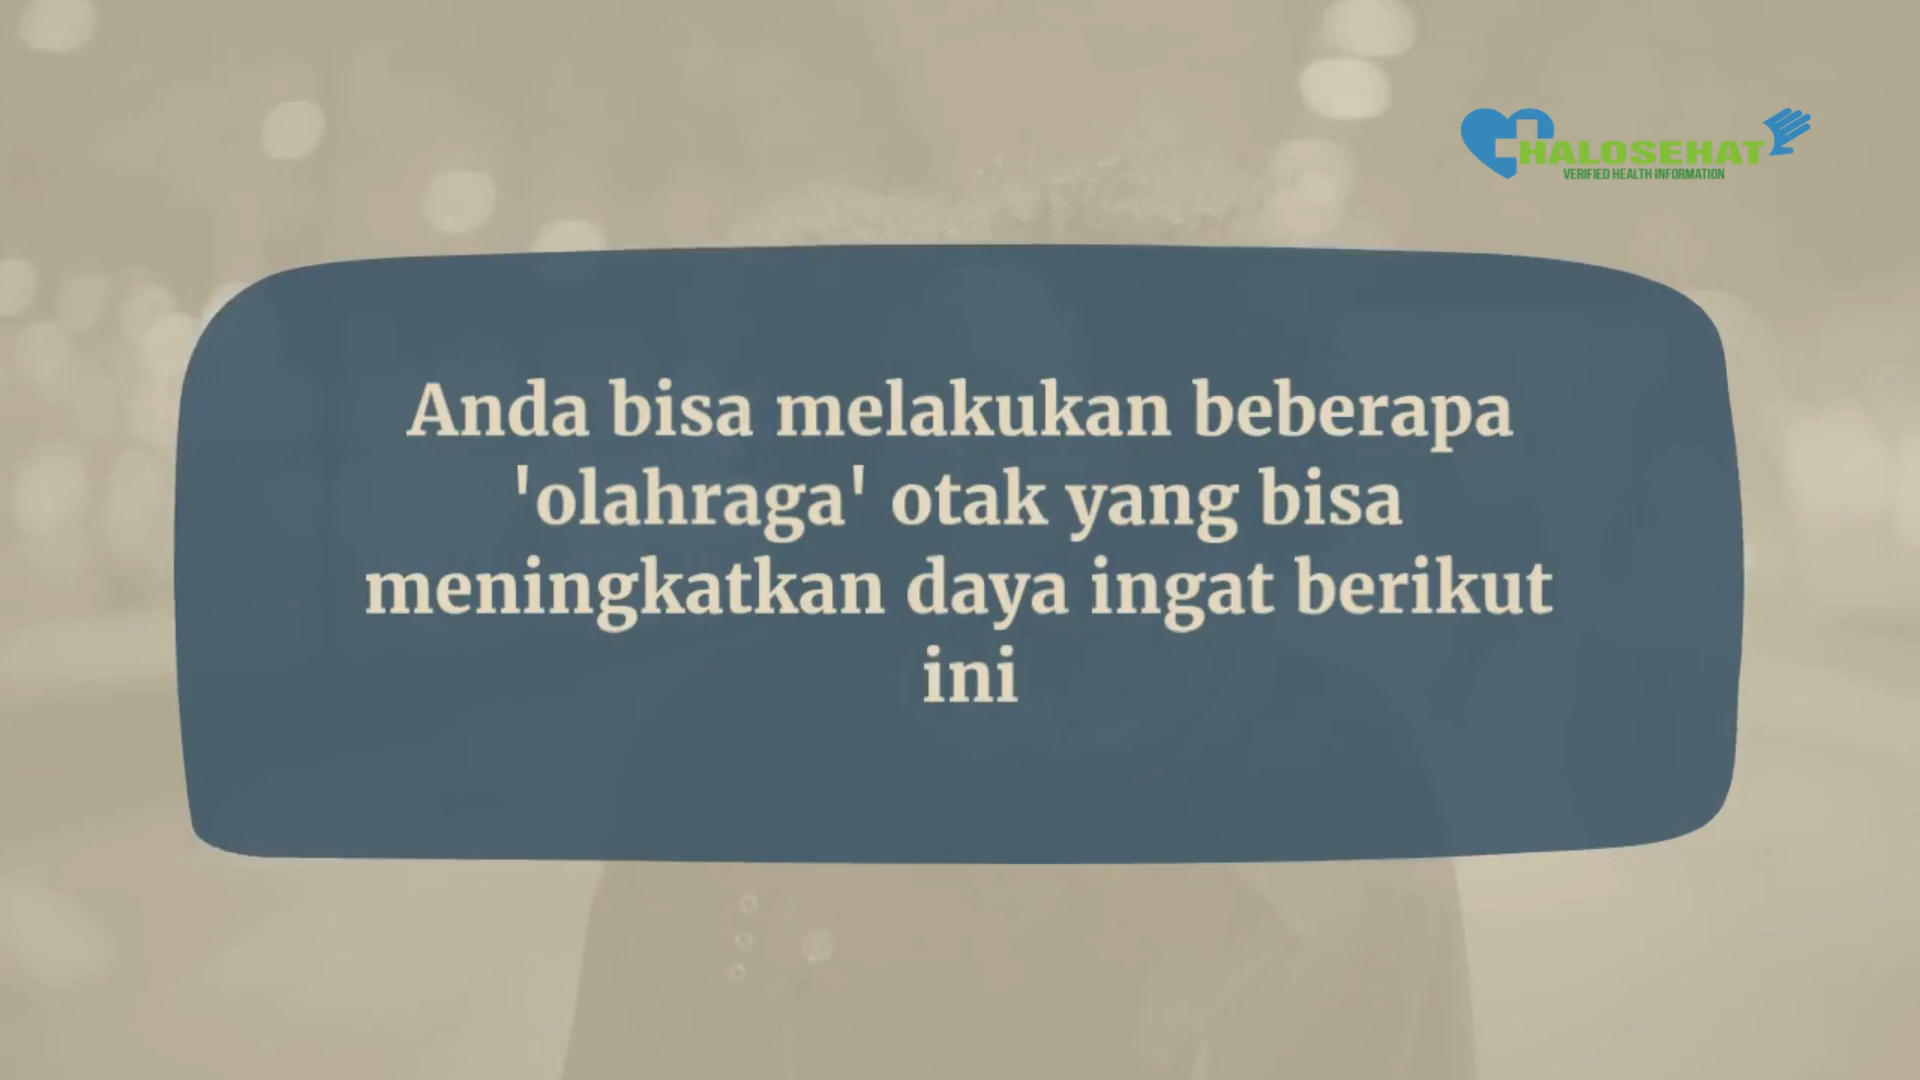 HALOSEHAT
VERIFIED HEALTH INFORMATION
Anda bisa melakukan beberapa
'olahraga' otak yang bisa
meningkatkan daya ingat berikut
ini